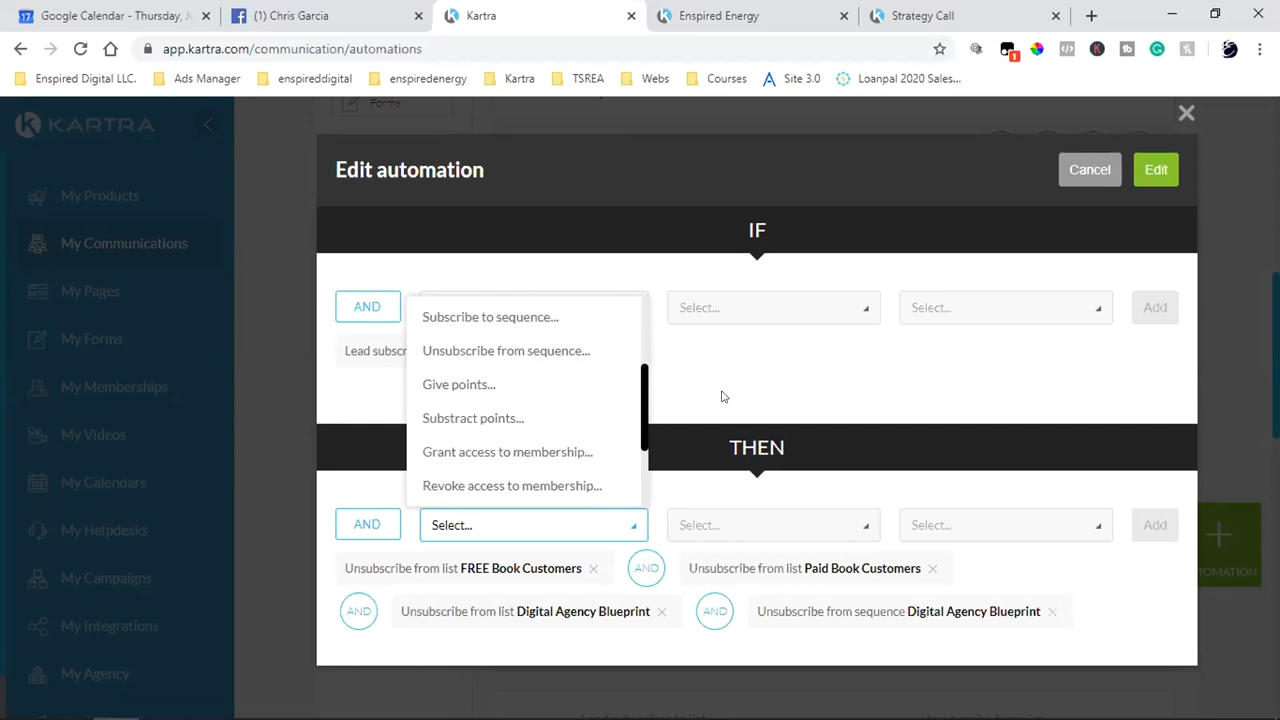 Google Calendar - Thursday, Ju
(1) Chris Garcia
Kartra
Enspired Energy
Strategy Call
app.kartra.com/communication/automations
1
Enspired Digital LLC.
Ads Manager
enspireddigital
enspiredenergy
Kartra
TSREA
Webs
Courses
Site 3.0
Loanpal 2020 Sales...
KARTRA
Forms
My Products
My Communications
My Pages
My Forms
My Memberships
My Videos
My Calendars
My Helpdesks
My Campaigns
My Integrations
My Agency
Edit automation
Cancel
Edit
IF
AND
Select...
Select...
Add
Lead subscr
Subscribe to sequence...
Unsubscribe from sequence...
Give points...
Substract points...
Grant access to membership...
Revoke access to membership...
THEN
AND
Select...
Select...
Select...
Add
Unsubscribe from list FREE Book Customers
AND
Unsubscribe from list Paid Book Customers
AND
Unsubscribe from list Digital Agency Blueprint
AND
Unsubscribe from sequence Digital Agency Blueprint